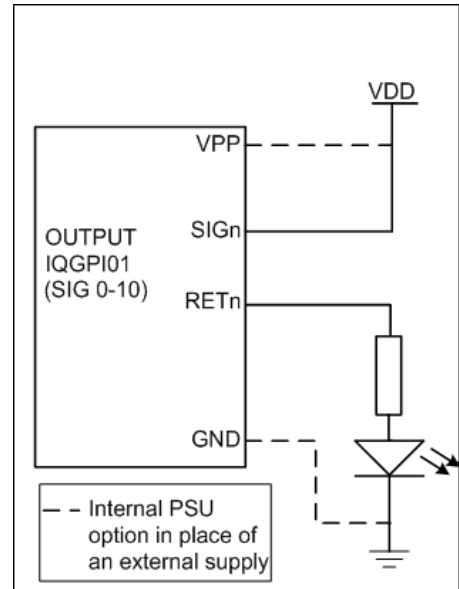 VDD
VPP
SIGn
OUTPUT
IQGPI01
(SIG 0-10)
RETn
GND
Internal PSU
option in place of
an external supply